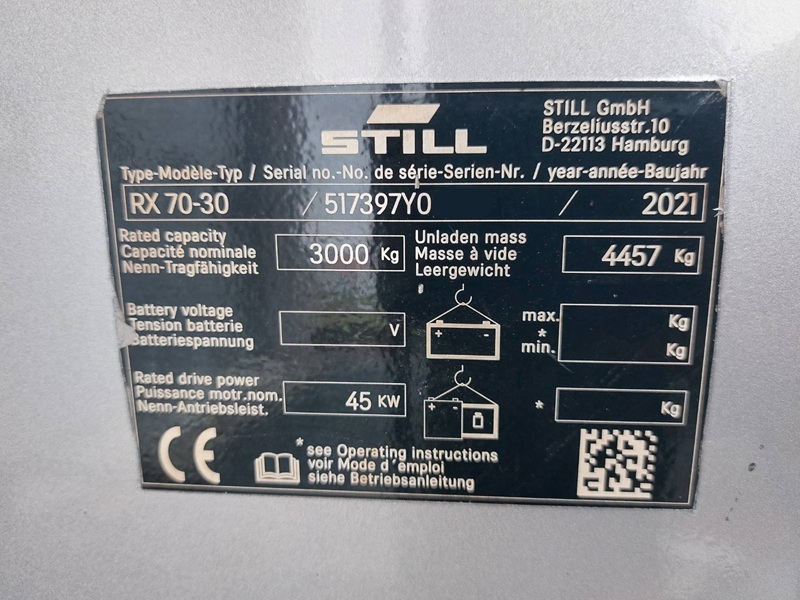 STILL
STILL GmbH
Berzeliusstr.10
D-22113 Hamburg
Type-Modèle-Typ / Serial no.-No. de série-Serien-Nr. / year-année-Baujahr
RX 70-30 / 517397Y0 / 2021
Rated capacity
Capacité nominale
Nenn-Tragfähigkeit
3000 Kg
Unladen mass
Masse à vide
Leergewicht
4457 Kg
Battery voltage
Tension batterie
Batteriespannung
V
+ -
max. Kg
*
min. Kg
Rated drive power
Puissance motr.nom.
Nenn-Antriebsleist.
45 KW
+ -
* Kg
CE
* see Operating instructions
voir Mode d'emploi
siehe Betriebsanleitung